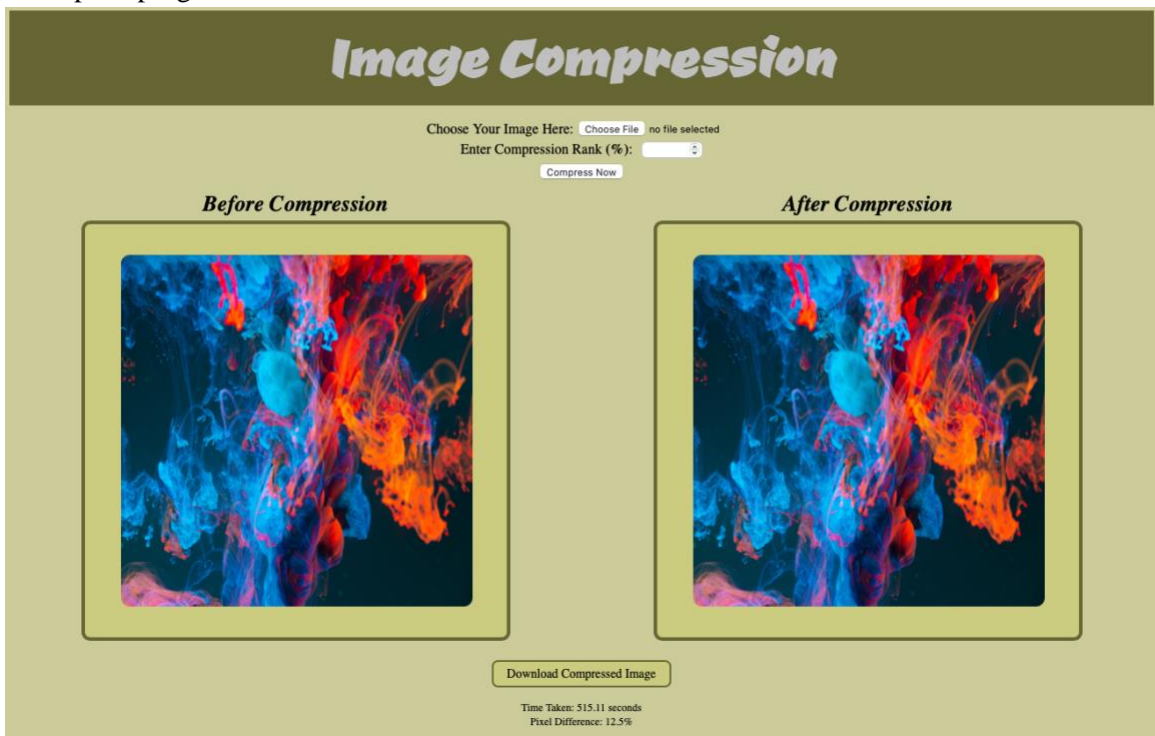 Image Compression
Choose Your Image Here: Choose File no file selected
Enter Compression Rank (%):
Compress Now
Before Compression
After Compression
Download Compressed Image
Time Taken: 515.11 seconds
Pixel Difference: 12.5%